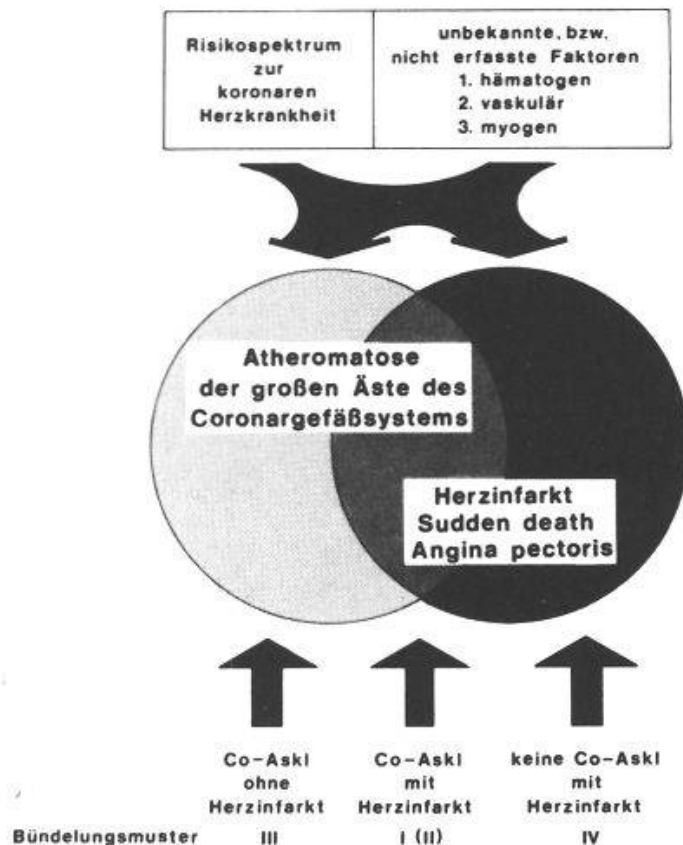 Risikospektrum
zur
koronaren
Herzkrankheit
unbekannte, bzw.
nicht erfasste Faktoren
1. hämatogen
2. vaskulär
3. myogen
Atheromatose
der großen Äste des
Coronargefäßsystems
Herzinfarkt
Sudden death
Angina pectoris
Co-Askl
ohne
Herzinfarkt
Co-Askl
mit
Herzinfarkt
keine Co-Askl
mit
Herzinfarkt
Bündelungsmuster III I (II) IV